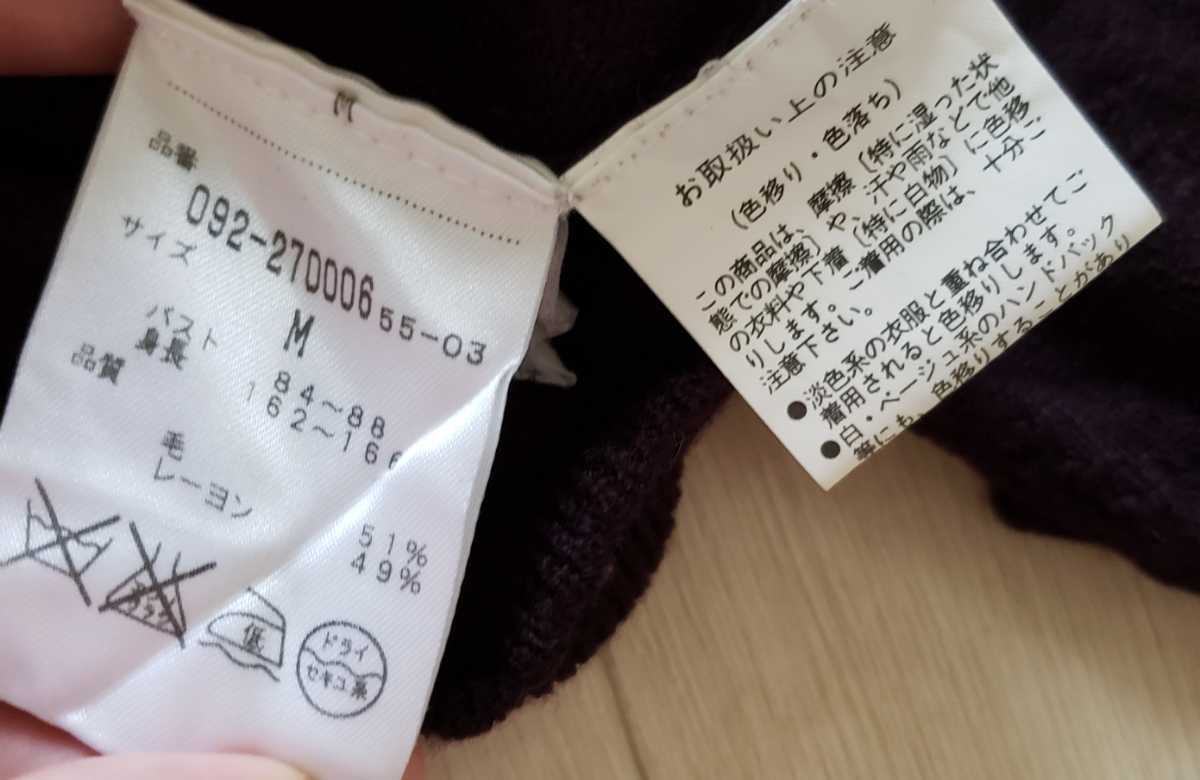 M
品番
092-270006 55-03
サイズ
M
バスト 84～88
身長 162～166
品質
毛 51%
レーヨン 49%
低
ドライ
セキユ系
お取扱い上の注意
(色移り・色落ち)
この商品は、摩擦［特に湿った状
態での摩擦］や、汗や雨などで他
の衣料や下着［特に白物］に色移
りします。ご着用の際は、十分ご
注意下さい。
●淡色系の衣服と重ね合わせてご
着用されると色移りします。
●白・ベージュ系のハンドバック
等にも、色移りすることがあり